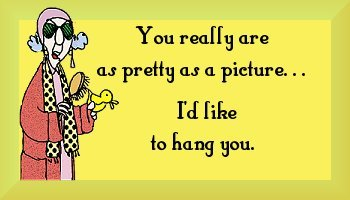 You really are
as pretty as a picture...
I'd like
to hang you.